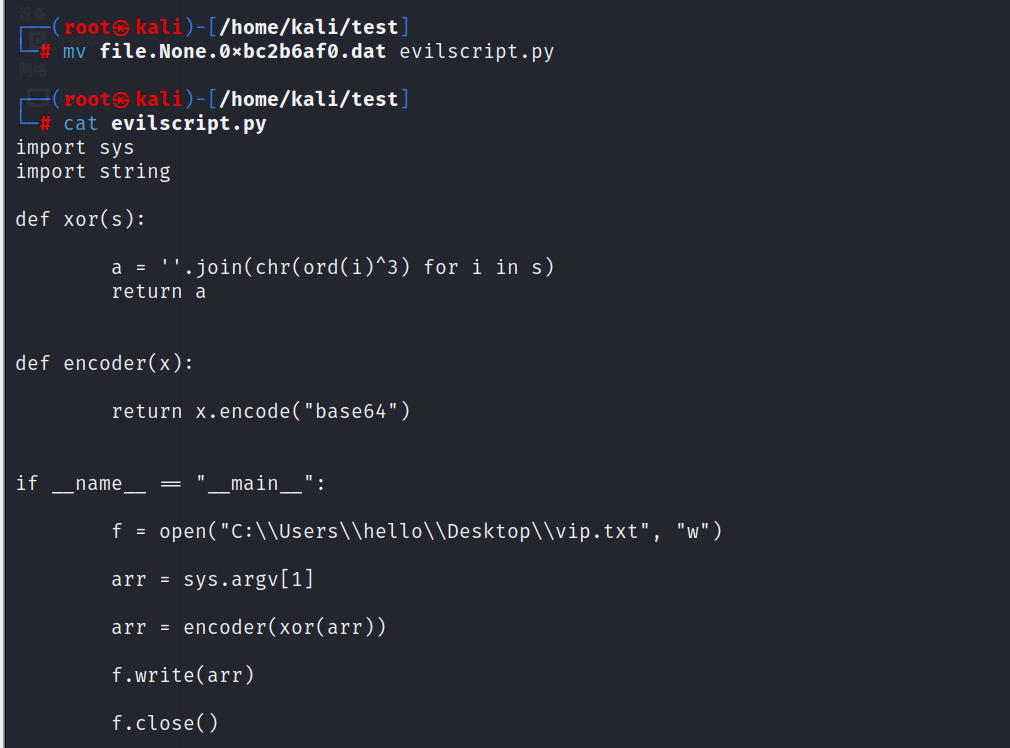 ┌──(root㉿kali)-[/home/kali/test]
└─# mv file.None.0×bc2b6af0.dat evilscript.py
┌──(root㉿kali)-[/home/kali/test]
└─# cat evilscript.py
import sys
import string
def xor(s):
a = ''.join(chr(ord(i)^3) for i in s)
return a
def encoder(x):
return x.encode("base64")
if __name__ == "__main__":
f = open("C:\\Users\\hello\\Desktop\\vip.txt", "w")
arr = sys.argv[1]
arr = encoder(xor(arr))
f.write(arr)
f.close()